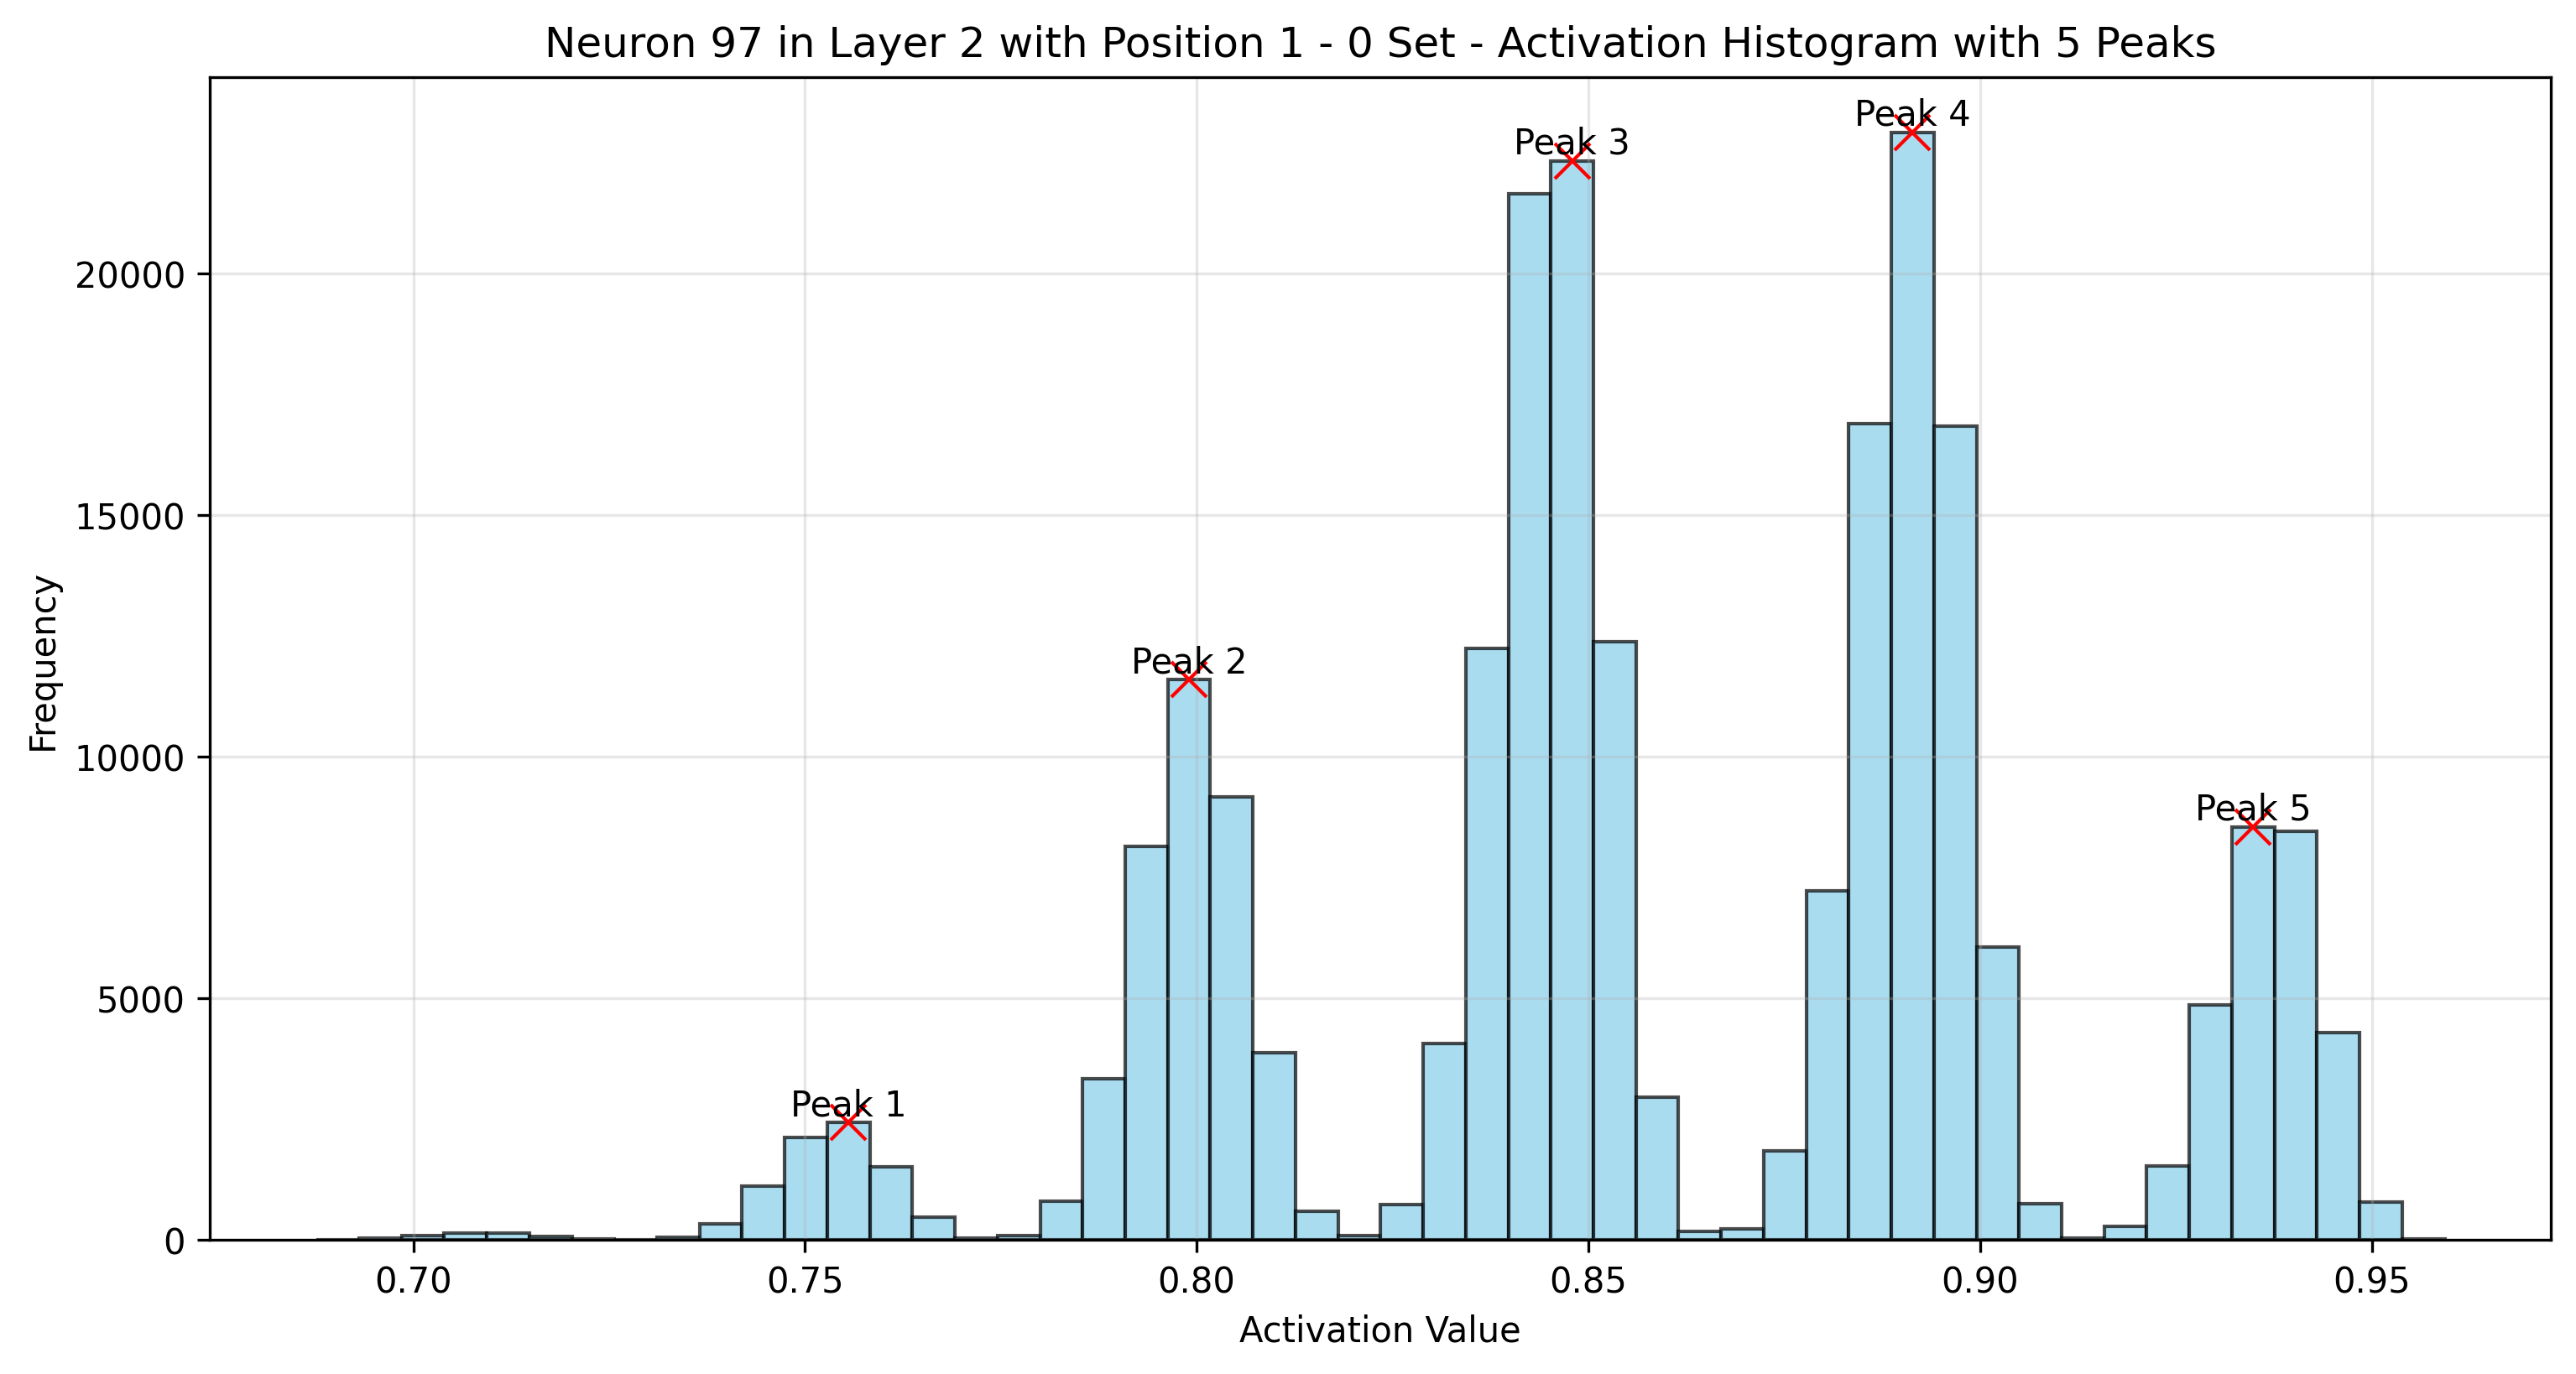 Neuron 97 in Layer 2 with Position 1 - 0 Set - Activation Histogram with 5 Peaks
Peak 4
Peak 3
Peak 2
Peak 5
Peak 1
Frequency
20000
15000
10000
5000
0
0.70 0.75 0.80 0.85 0.90 0.95
Activation Value